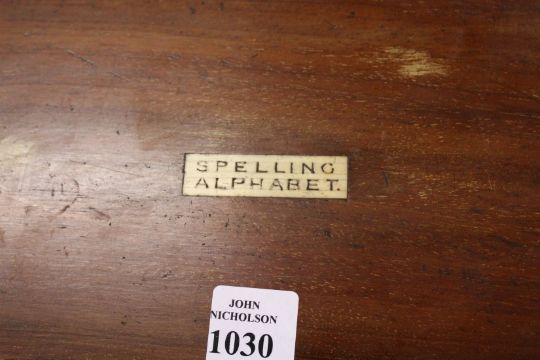 SPELLING
ALPHABET.
JOHN
NICHOLSON
1030